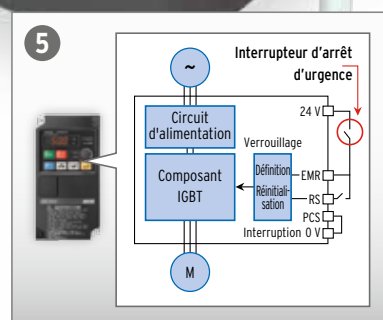 5
Interrupteur d'arrêt
d'urgence
~
24 V
Circuit
d'alimentation
Verrouillage
Composant
IGBT
Définition
Réinitiali-
sation
EMR
RS
PCS
Interruption 0 V
M